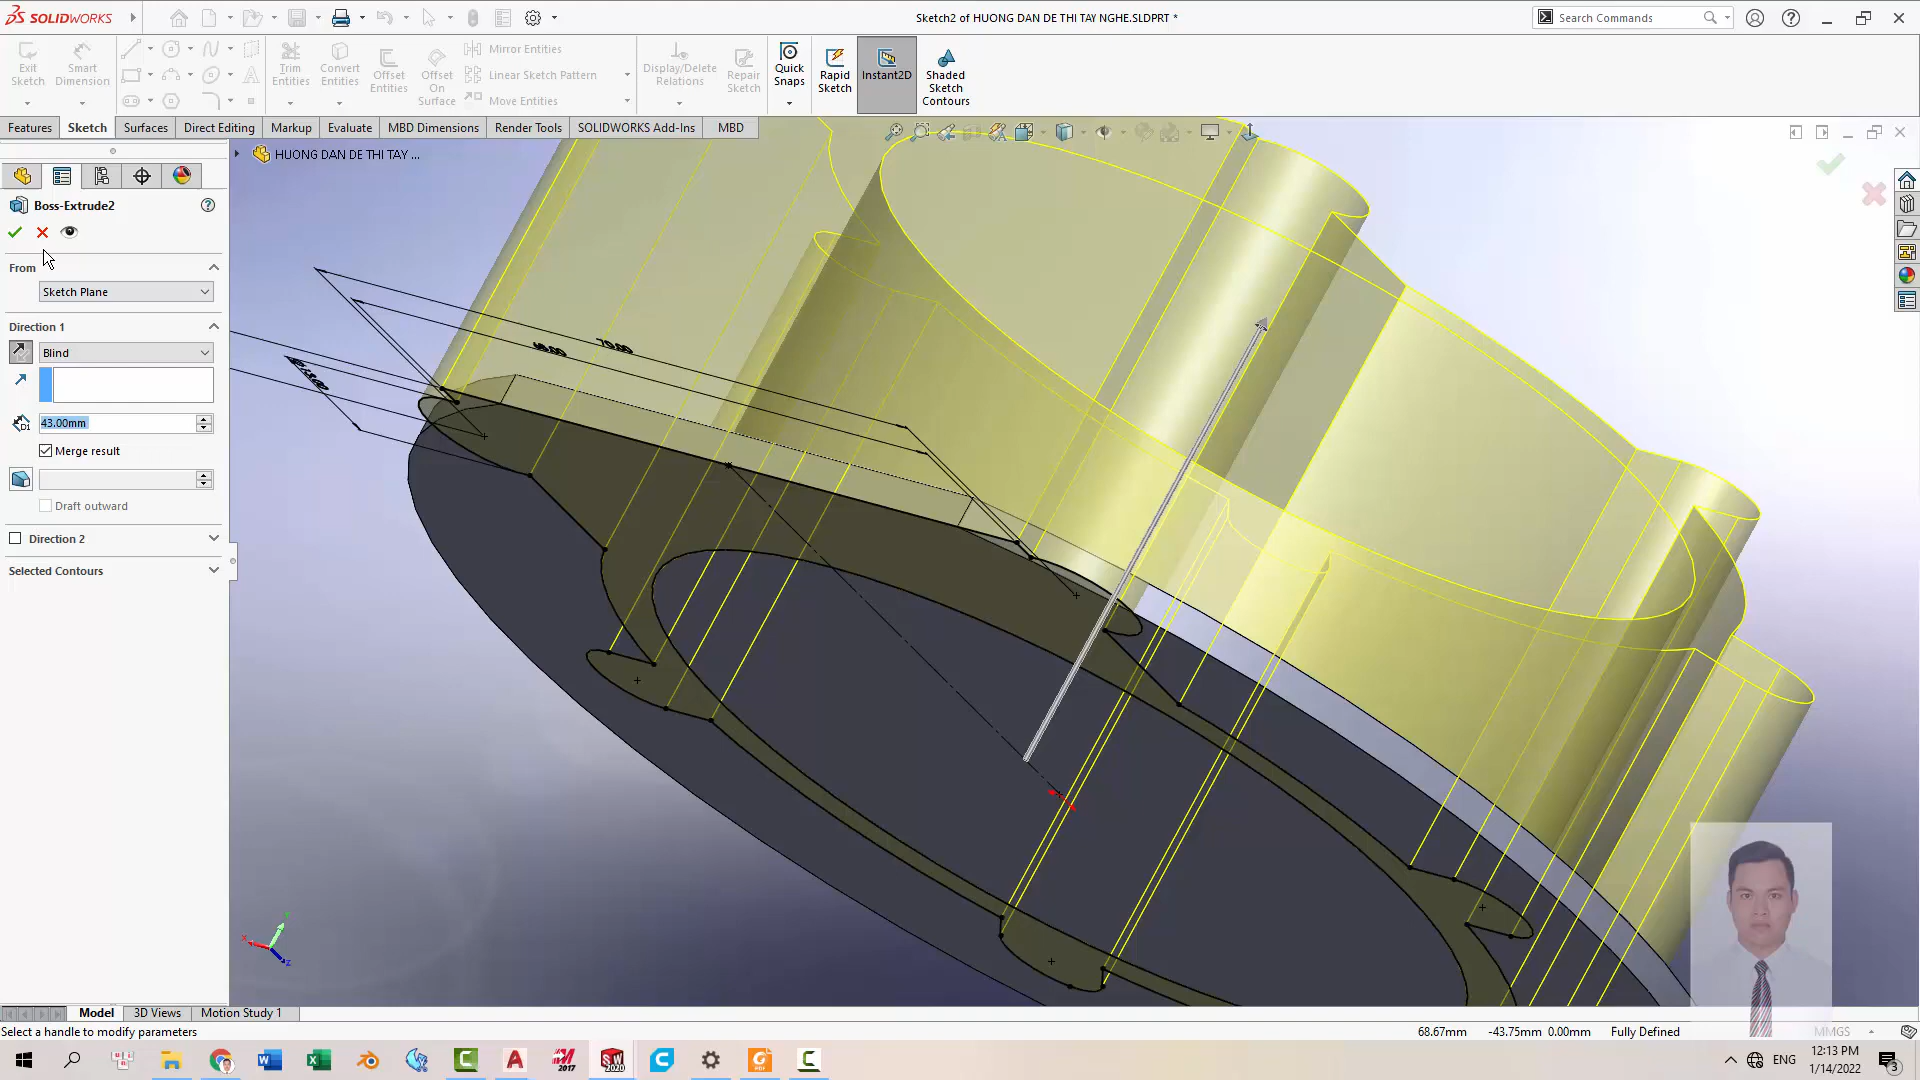 SOLIDWORKS
Sketch2 of HUONG DAN DE THI TAY NGHE.SLDPRT *
Search Commands
Exit Sketch
Smart Dimension
Trim Entities
Convert Entities
Offset Entities
Offset On Surface
Mirror Entities
Linear Sketch Pattern
Move Entities
Display/Delete Relations
Repair Sketch
Quick Snaps
Rapid Sketch
Instant2D
Shaded Sketch Contours
Features
Sketch
Surfaces
Direct Editing
Markup
Evaluate
MBD Dimensions
Render Tools
SOLIDWORKS Add-Ins
MBD
HUONG DAN DE THI TAY ...
Boss-Extrude2
From
Sketch Plane
Direction 1
Blind
43.00mm
Merge result
Draft outward
Direction 2
Selected Contours
70.00
Model
3D Views
Motion Study 1
Select a handle to modify parameters
68.67mm
-43.75mm
0.00mm
Fully Defined
MMGS
ENG
12:13 PM
1/14/2022